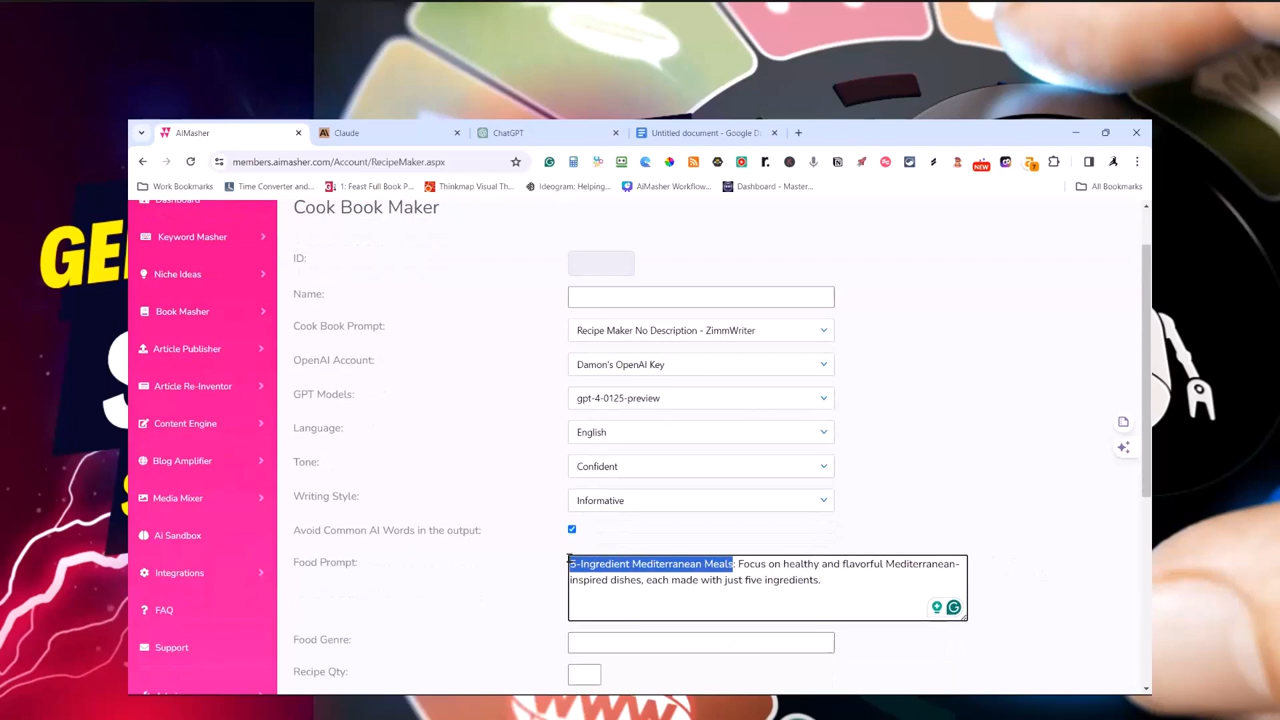 GE
S
S
AIMasher
Claude
ChatGPT
Untitled document - Google D
members.aimasher.com/Account/RecipeMaker.aspx
NEW
Work Bookmarks
Time Converter and...
1: Feast Full Book P...
Thinkmap Visual Th...
Ideogram: Helping...
AiMasher Workflow...
Dashboard - Master...
All Bookmarks
Dashboard
Keyword Masher
Niche Ideas
Book Masher
Article Publisher
Article Re-Inventor
Content Engine
Blog Amplifier
Media Mixer
Ai Sandbox
Integrations
FAQ
Support
Cook Book Maker
ID:
Name:
Cook Book Prompt:
Recipe Maker No Description - ZimmWriter
OpenAI Account:
Damon's OpenAI Key
GPT Models:
gpt-4-0125-preview
Language:
English
Tone:
Confident
Writing Style:
Informative
Avoid Common AI Words in the output:
Food Prompt:
5-Ingredient Mediterranean Meals: Focus on healthy and flavorful Mediterranean-
inspired dishes, each made with just five ingredients.
Food Genre:
Recipe Qty:
WWW